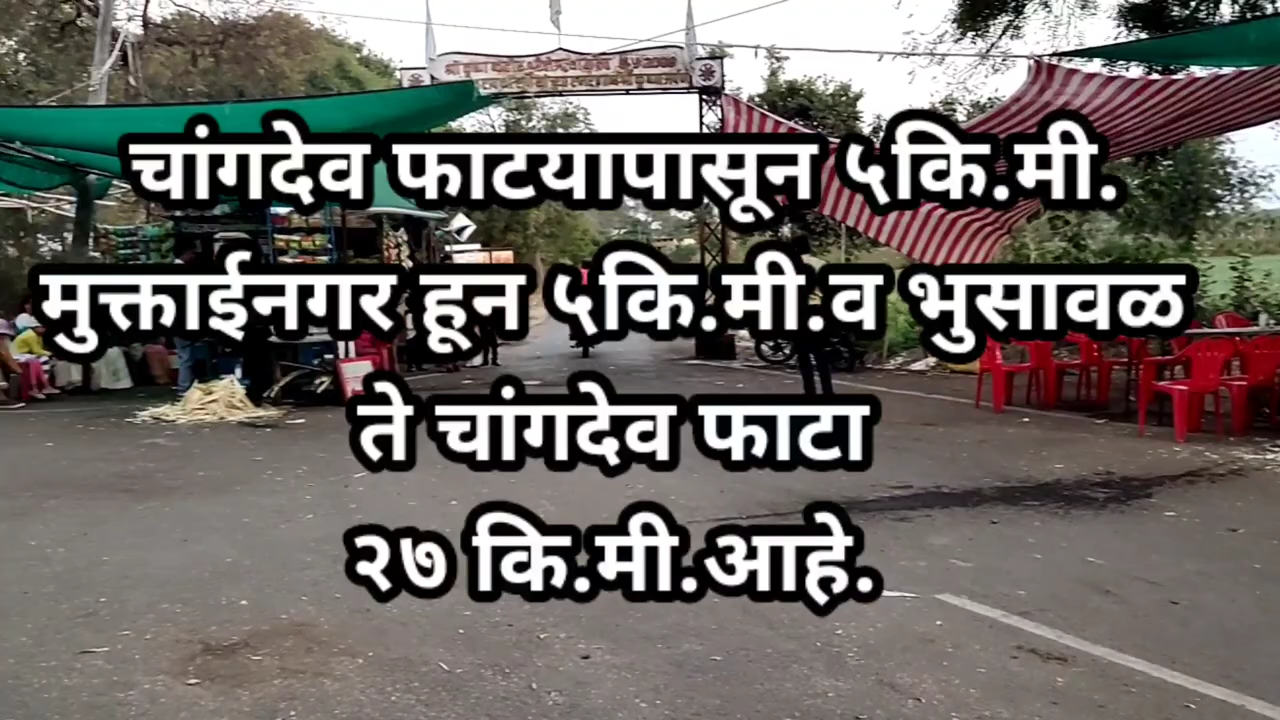 चांगदेव फाटयापासून ५कि.मी.
मुक्ताईनगर हून ५कि.मी.व भुसावळ
ते चांगदेव फाटा
२७ कि.मी.आहे.